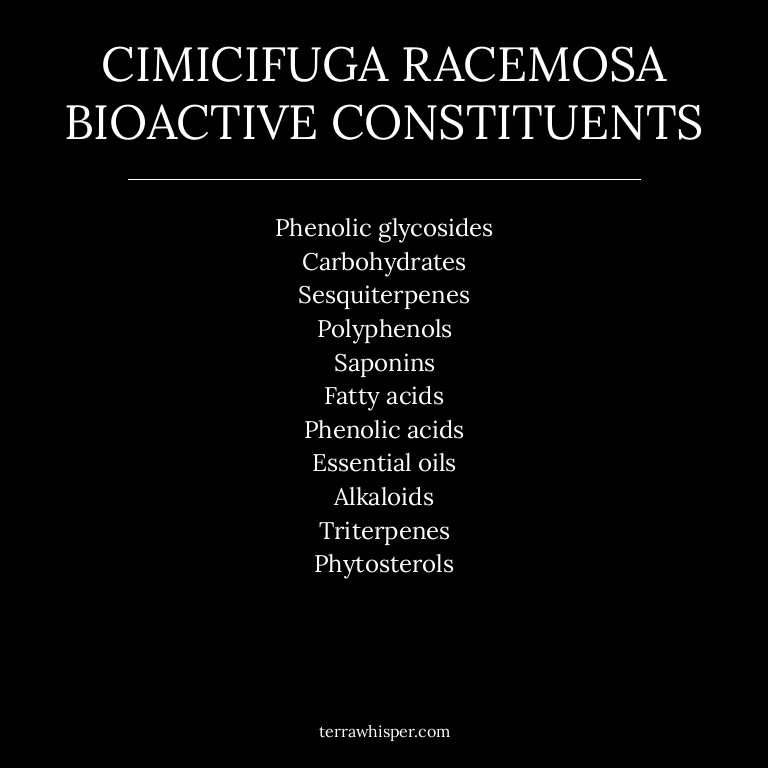 CIMICIFUGA RACEMOSA
BIOACTIVE CONSTITUENTS
Phenolic glycosides
Carbohydrates
Sesquiterpenes
Polyphenols
Saponins
Fatty acids
Phenolic acids
Essential oils
Alkaloids
Triterpenes
Phytosterols
terrawhisper.com